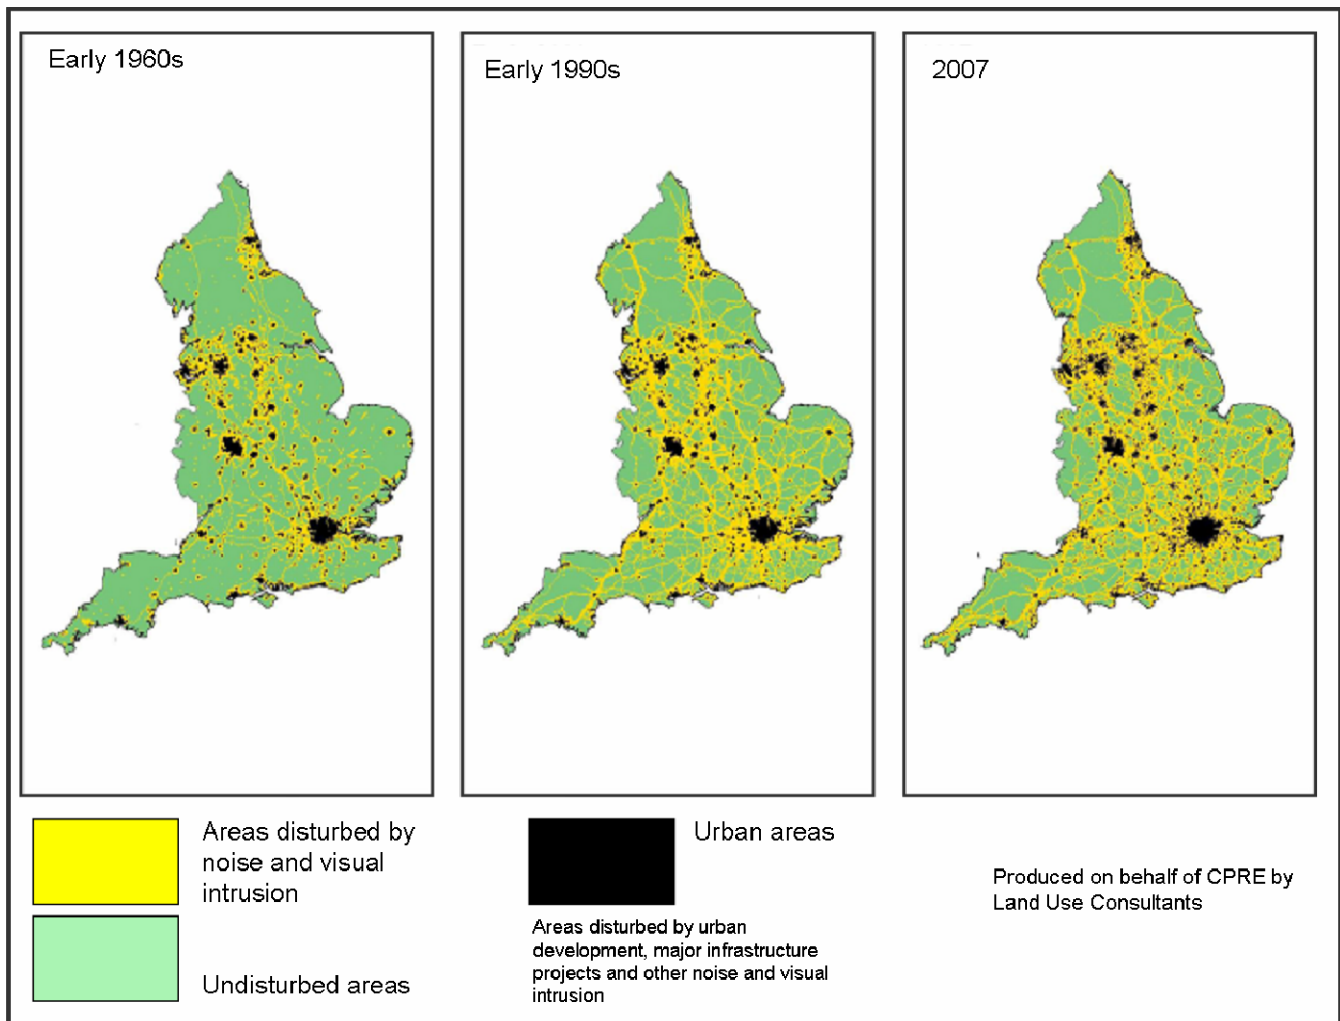 Early 1960s
Early 1990s
2007
Areas disturbed by
noise and visual
intrusion
Undisturbed areas
Urban areas
Areas disturbed by urban
development, major infrastructure
projects and other noise and visual
intrusion
Produced on behalf of CPRE by
Land Use Consultants